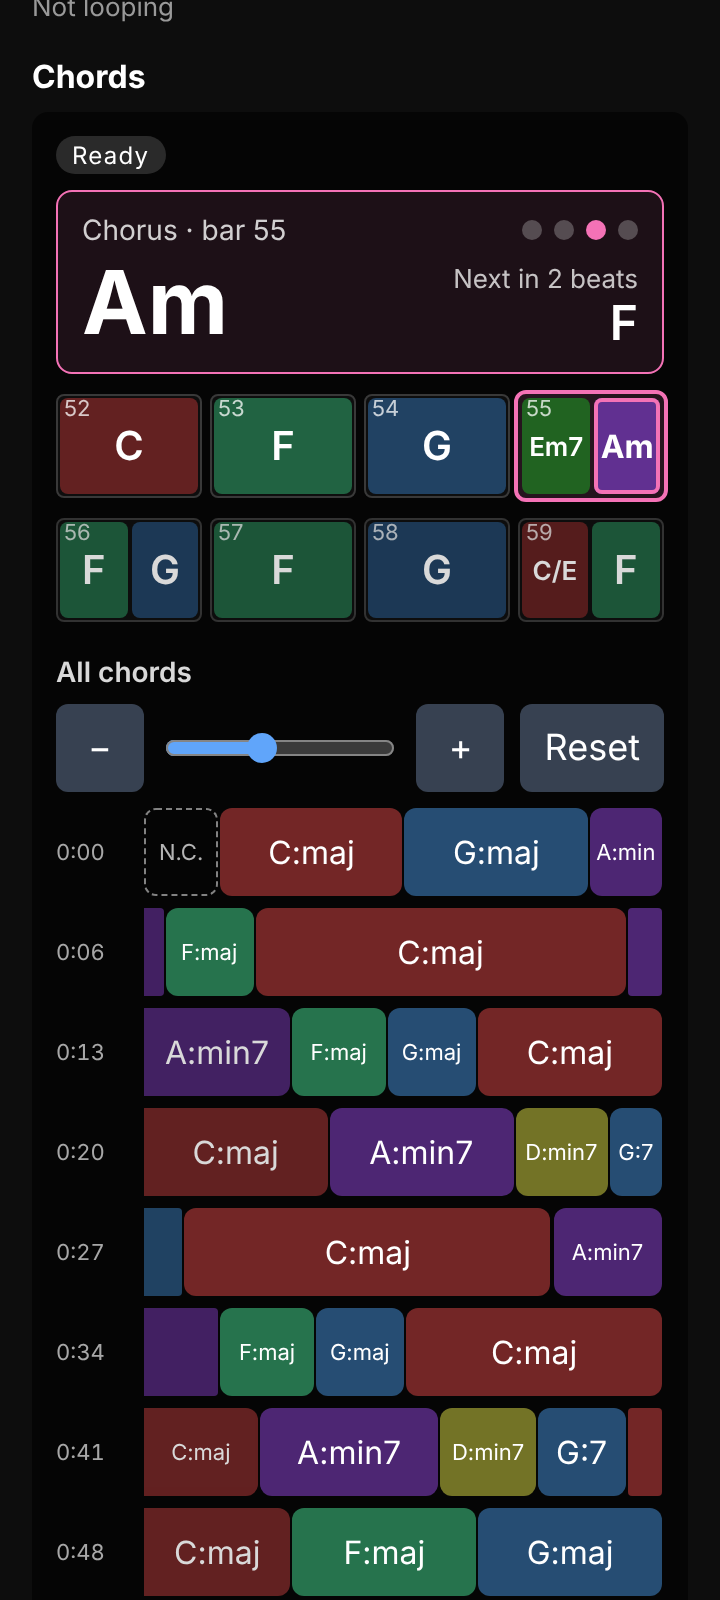 Not looping
Chords
Ready
Chorus · bar 55
Am
Next in 2 beats
F
52 C 53 F 54 G 55 Em7 Am
56 F G 57 F 58 G 59 C/E F
All chords
− + Reset
0:00 N.C. C:maj G:maj A:min
0:06 F:maj C:maj
0:13 A:min7 F:maj G:maj C:maj
0:20 C:maj A:min7 D:min7 G:7
0:27 C:maj A:min7
0:34 F:maj G:maj C:maj
0:41 C:maj A:min7 D:min7 G:7
0:48 C:maj F:maj G:maj